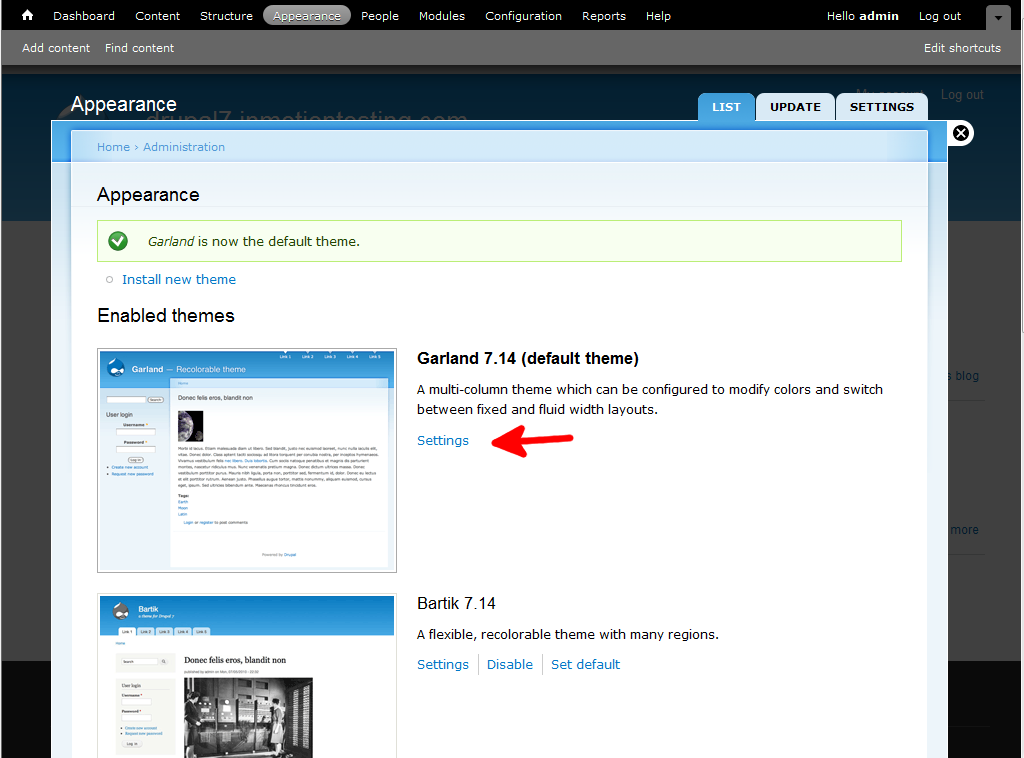 Dashboard Content Structure Appearance People Modules Configuration Reports Help Hello admin Log out
Add content Find content Edit shortcuts
My account Log out
Appearance
drupal7.inmotiontesting.com
LIST UPDATE SETTINGS
Home › Administration
Appearance
Garland is now the default theme.
Install new theme
Enabled themes
Link 1 Link 2 Link 3 Link 4 Link 5
Garland — Recolorable theme
Home
Search
Donec felis eros, blandit non
User login
Username *
Password *
Log in
Create new account
Request new password
Tags:
Earth
Moon
Latin
Login or register to post comments
Powered by Drupal
Garland 7.14 (default theme)
A multi-column theme which can be configured to modify colors and switch
between fixed and fluid width layouts.
Settings
s blog
more
Bartik
a theme for Drupal 7
Link 1 Link 2 Link 3 Link 4 Link 5
Home
Search
Donec felis eros, blandit non
User login
Username *
Password *
Create new account
Request new password
Log in
Bartik 7.14
A flexible, recolorable theme with many regions.
Settings Disable Set default